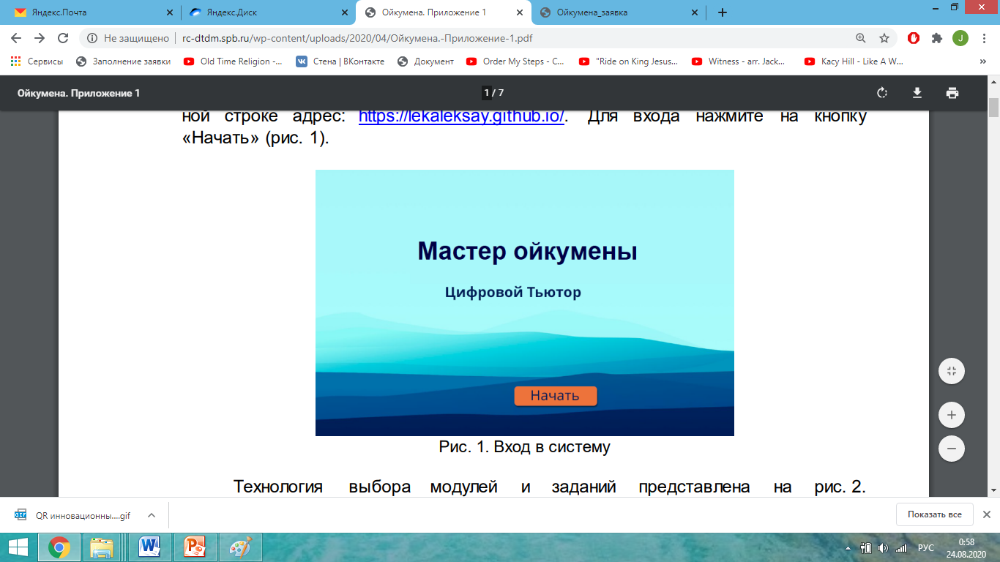 Яндекс.Почта
Яндекс.Диск
Ойкумена. Приложение 1
Ойкумена_заявка
Не защищено
rc-dtdm.spb.ru/wp-content/uploads/2020/04/Ойкумена.-Приложение-1.pdf
J
Сервисы
Заполнение заявки
Old Time Religion -...
Стена | ВКонтакте
Документ
Order My Steps - C...
"Ride on King Jesus...
Witness - arr. Jack...
Kacy Hill - Like A W...
»
Ойкумена. Приложение 1
1 / 7
ной строке адрес: https://lekaleksay.github.io/. Для входа нажмите на кнопку
«Начать» (рис. 1).
Мастер ойкумены
Цифровой Тьютор
Начать
Рис. 1. Вход в систему
Технология выбора модулей и заданий представлена на рис. 2.
GIF
QR инновационны....gif
Показать все
РУС
0:58
24.08.2020